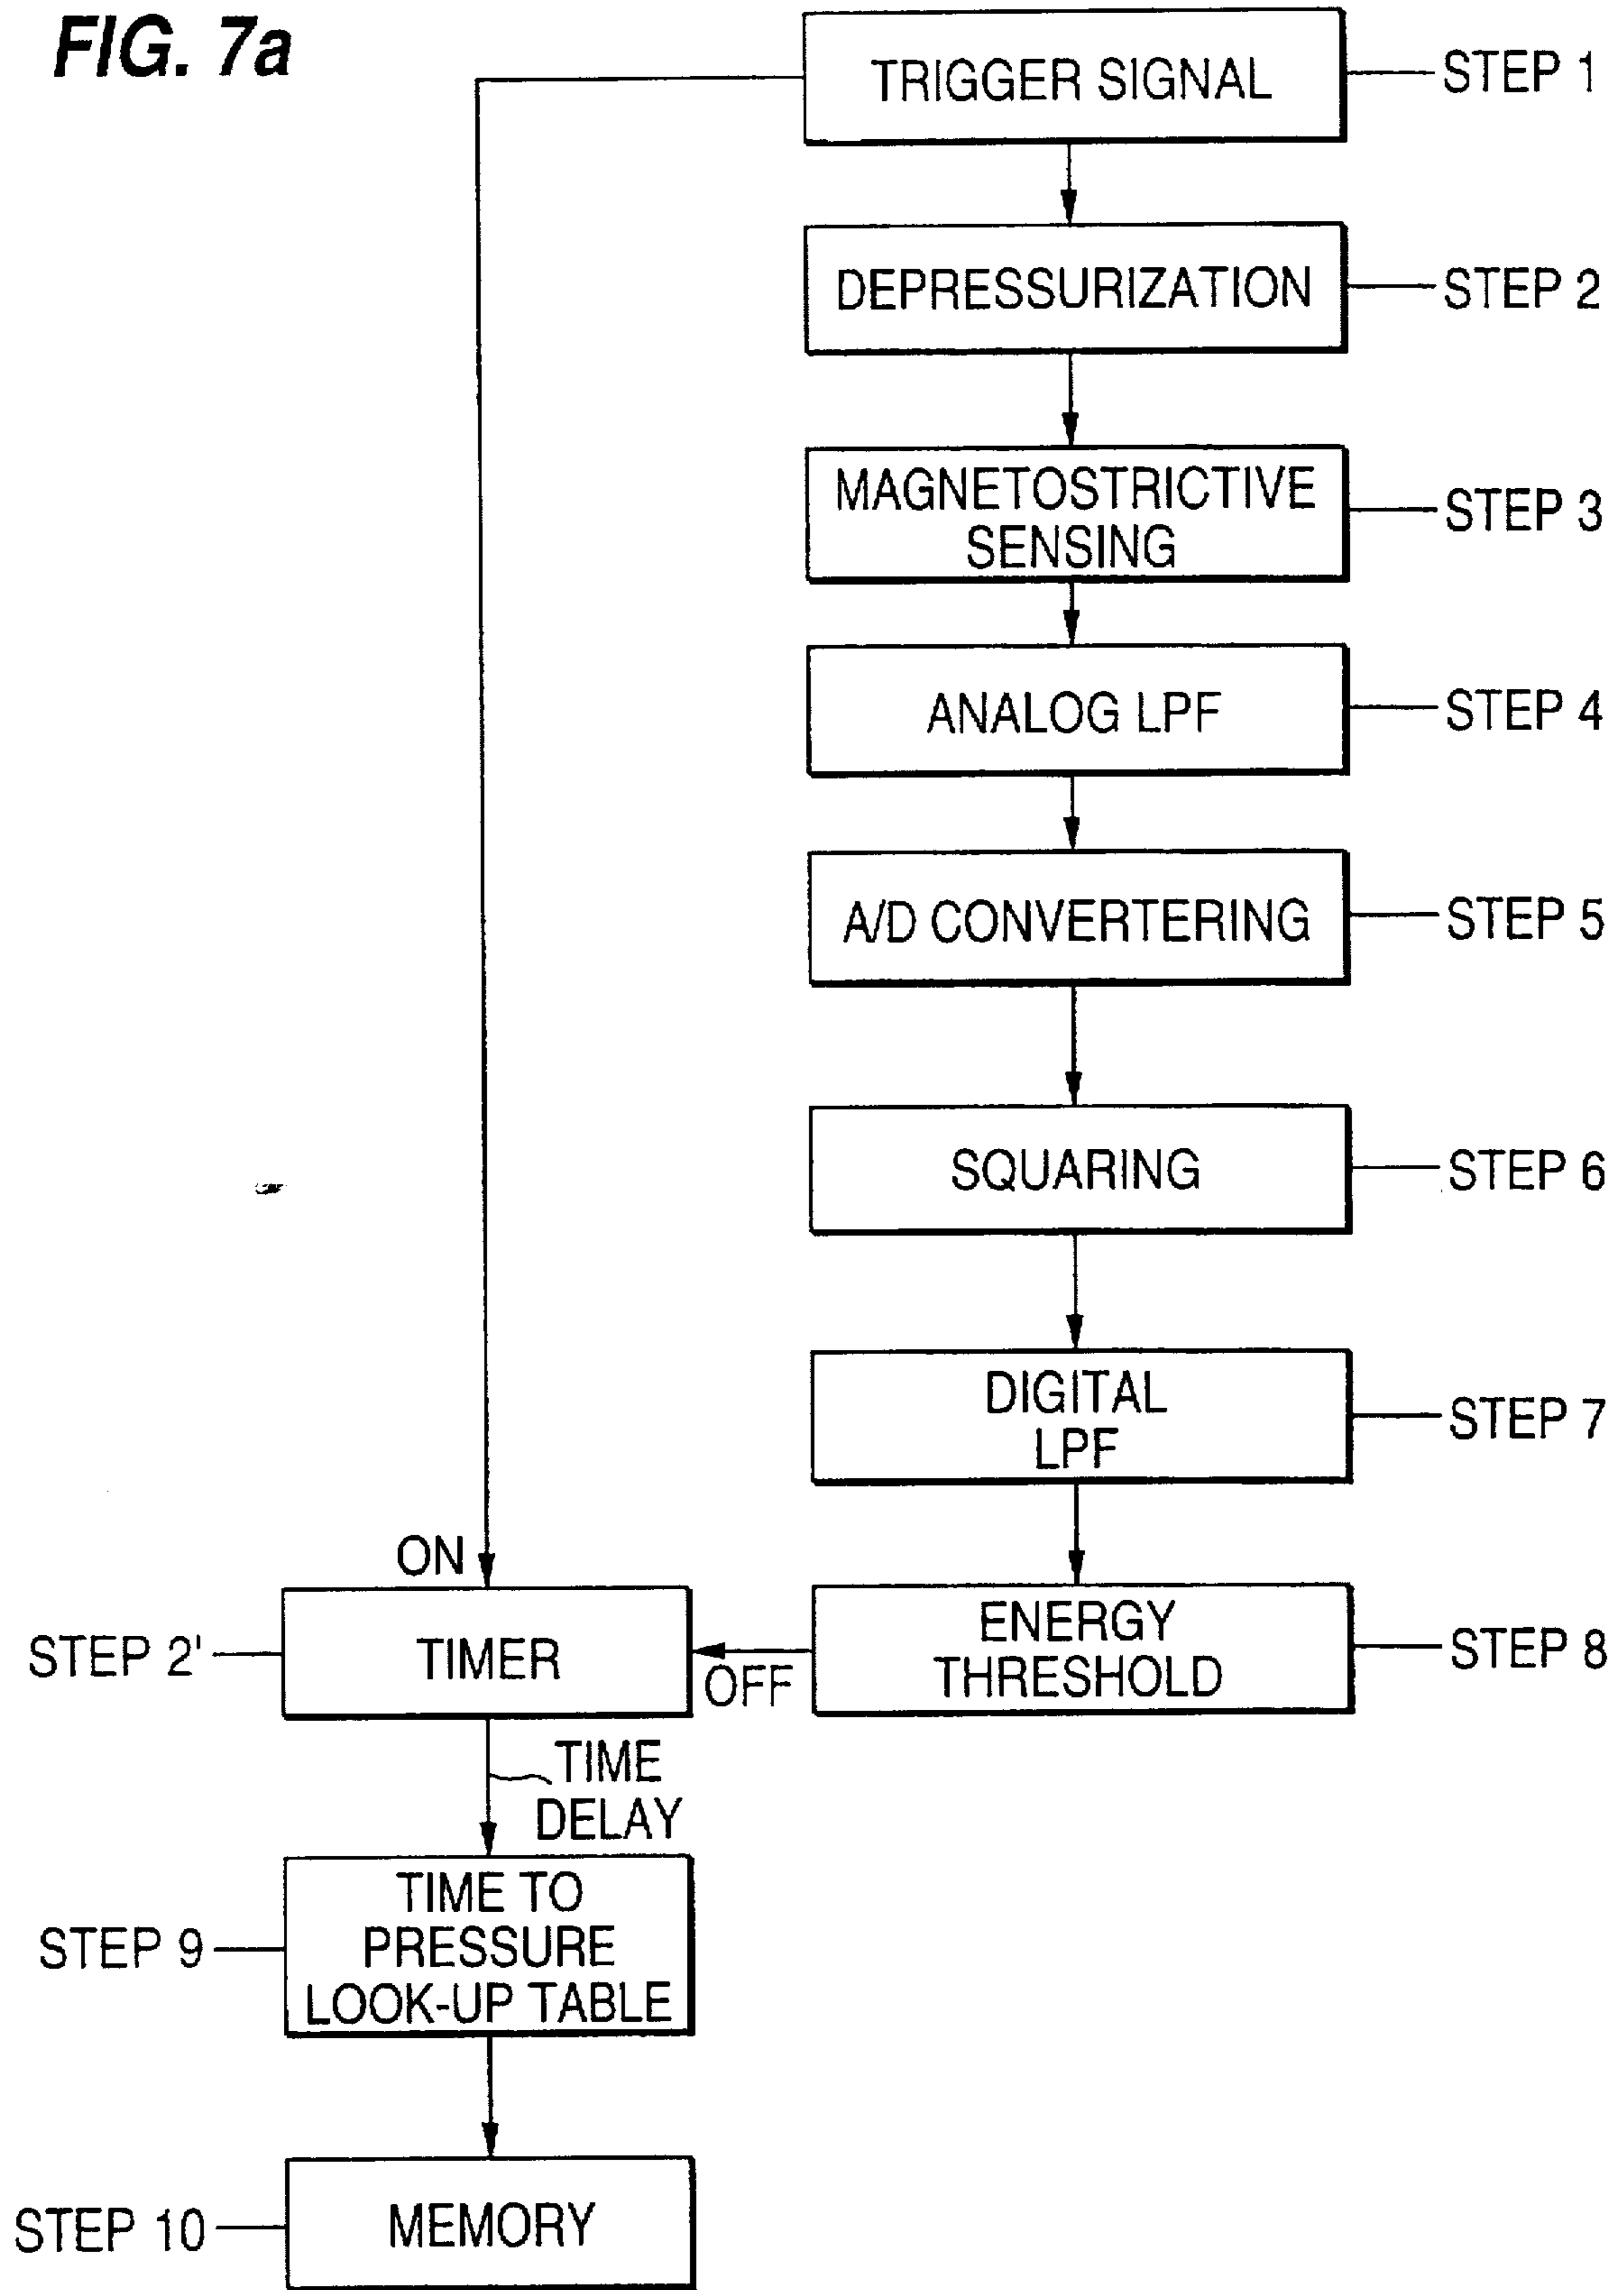 FIG. 7a
TRIGGER SIGNAL
STEP 1
DEPRESSURIZATION
STEP 2
MAGNETOSTRICTIVE
SENSING
STEP 3
ANALOG LPF
STEP 4
A/D CONVERTERING
STEP 5
SQUARING
STEP 6
DIGITAL
LPF
STEP 7
ON
STEP 2'
TIMER
OFF
ENERGY
THRESHOLD
STEP 8
TIME
DELAY
STEP 9
TIME TO
PRESSURE
LOOK-UP TABLE
STEP 10
MEMORY